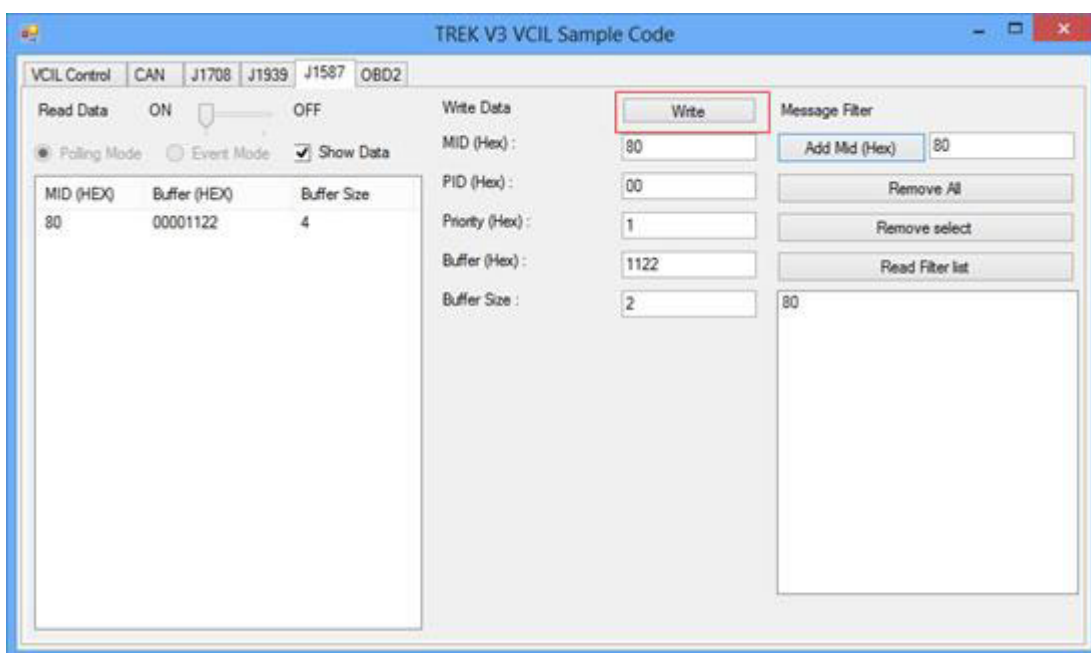 TREK V3 VCIL Sample Code
VCIL Control CAN J1708 J1939 J1587 OBD2
Read Data ON OFF
Polling Mode Event Mode Show Data
MID (HEX) Buffer (HEX) Buffer Size
80 00001122 4
Write Data Write
MID (Hex) : 80
PID (Hex) : 00
Priority (Hex) : 1
Buffer (Hex) : 1122
Buffer Size : 2
Message Filter
Add Mid (Hex) 80
Remove All
Remove select
Read Filter list
80